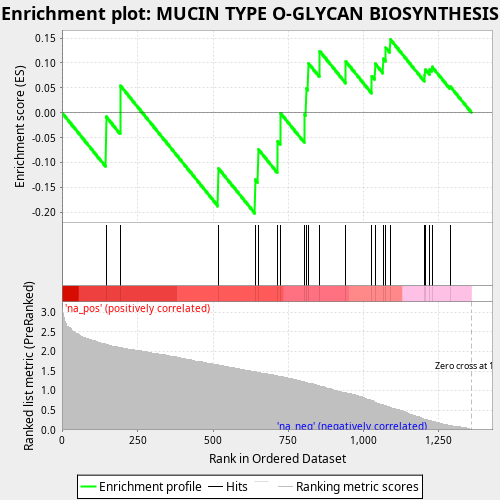 Enrichment plot: MUCIN TYPE O-GLYCAN BIOSYNTHESIS
Enrichment score (ES)
0.15
0.10
0.05
0.00
-0.05
-0.10
-0.15
-0.20
'na_pos' (positively correlated)
Ranked list metric (PreRanked)
3.0
2.5
2.0
1.5
1.0
0.5
0.0
Zero cross at 1
'na_neg' (negatively correlated)
0 250 500 750 1,000 1,250
Rank in Ordered Dataset
Enrichment profile Hits Ranking metric scores